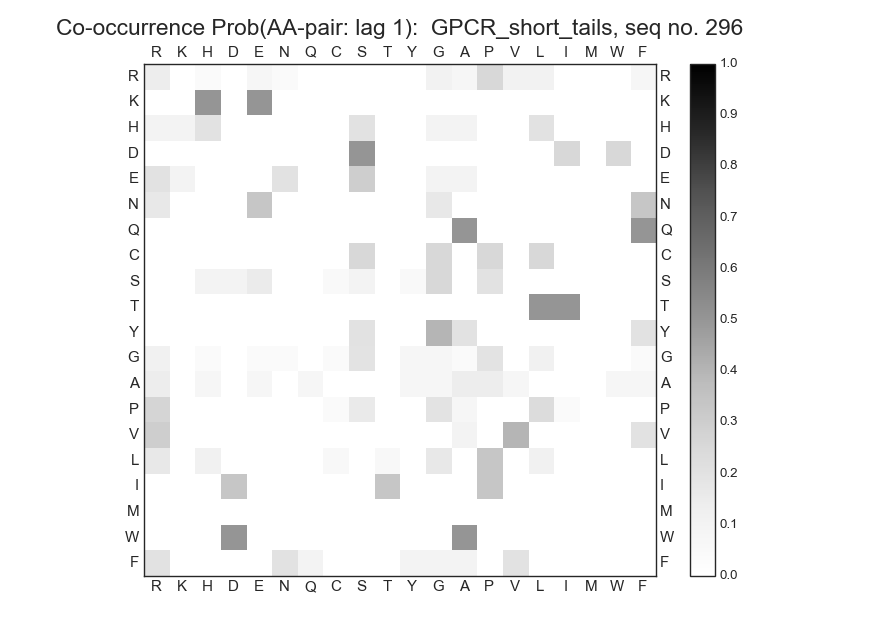 Co-occurrence Prob(AA-pair: lag 1):  GPCR_short_tails, seq no. 296
R K H D E N Q C S T Y G A P V L I M W F
R R 1.0
K K 0.9
H H
D D 0.8
E E
N N 0.7
Q Q
C C 0.6
S S
T T 0.5
Y Y
G G 0.4
A A
P P 0.3
V V
L L 0.2
I I
M M 0.1
W W
F F 0.0
R K H D E N Q C S T Y G A P V L I M W F